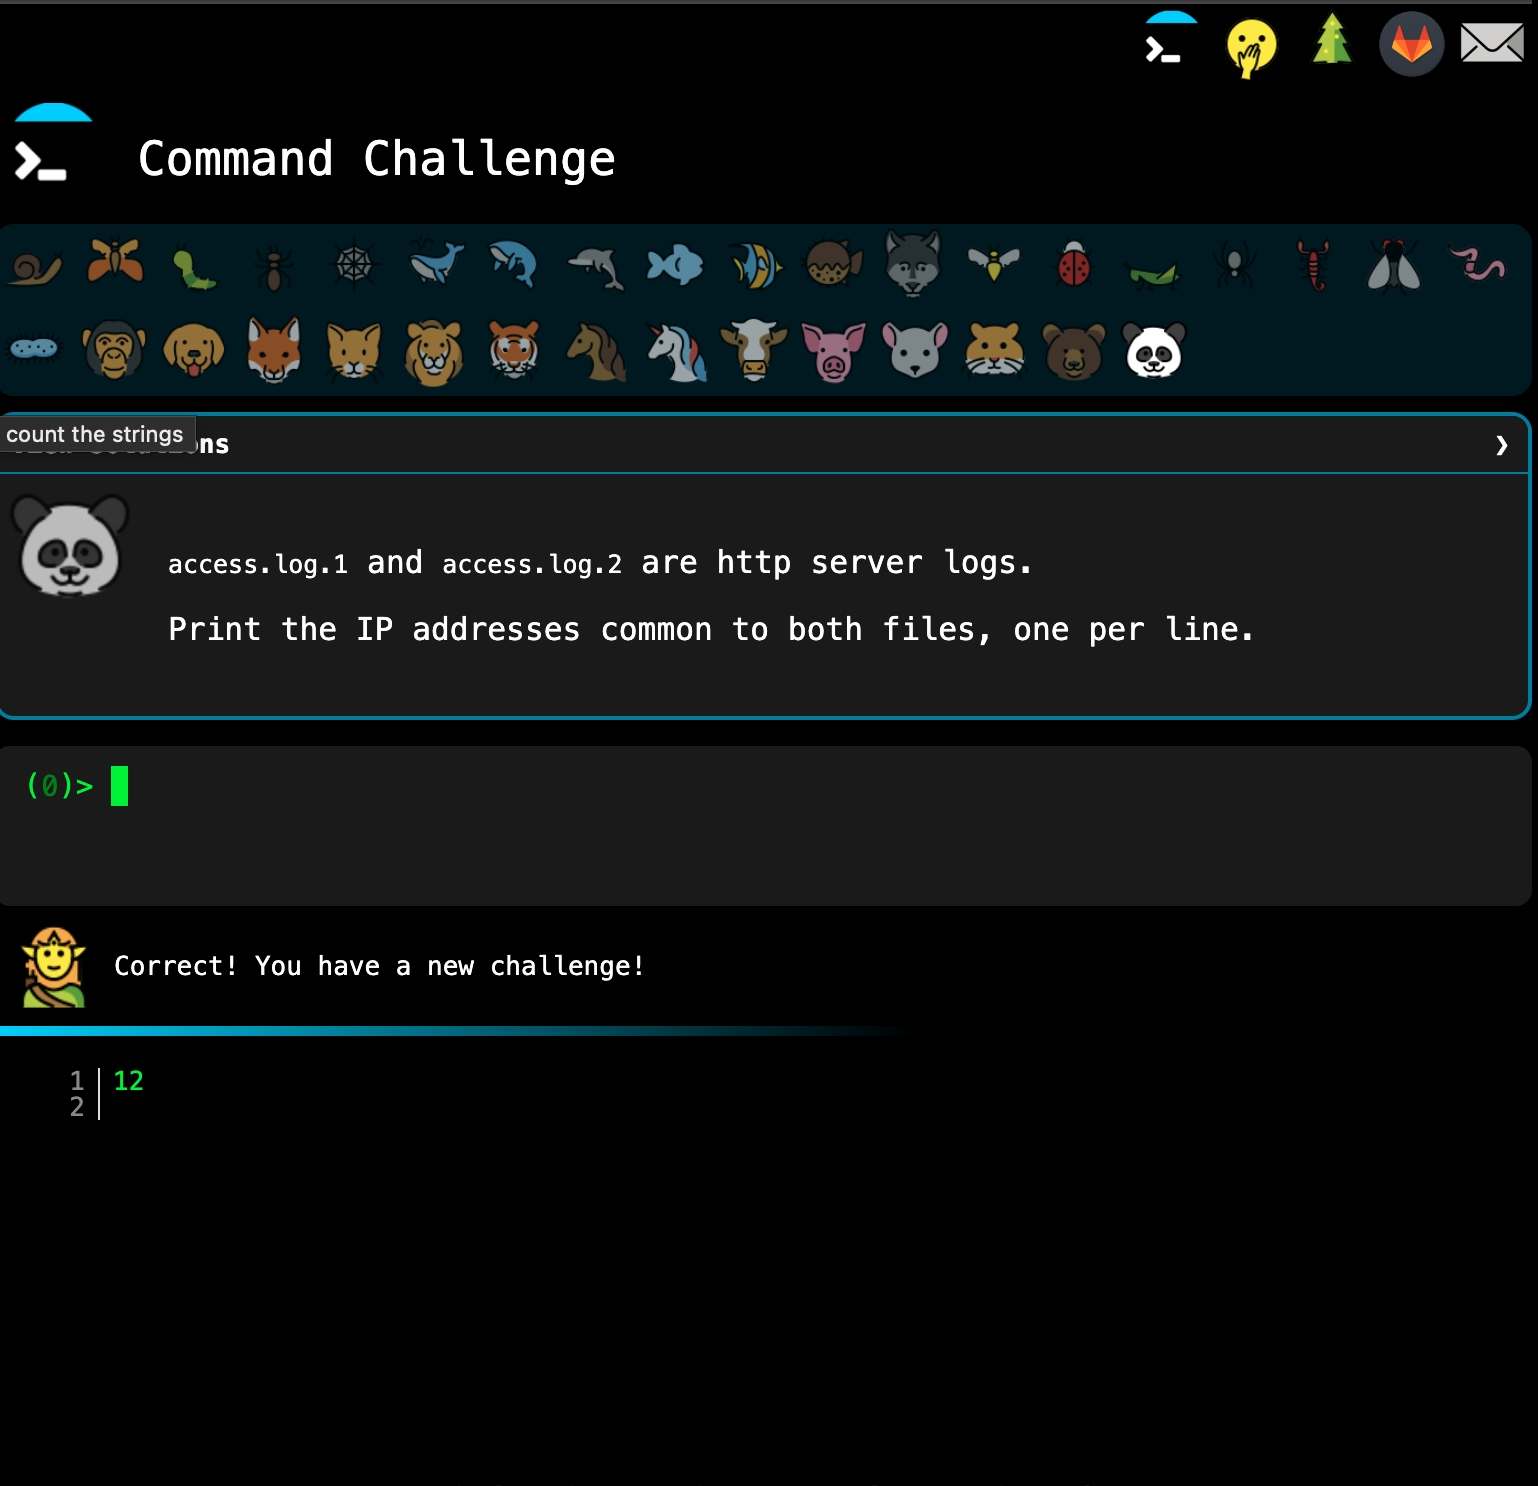 Command Challenge
count the strings
ns
access.log.1 and access.log.2 are http server logs.
Print the IP addresses common to both files, one per line.
(0)>
Correct! You have a new challenge!
1 12
2